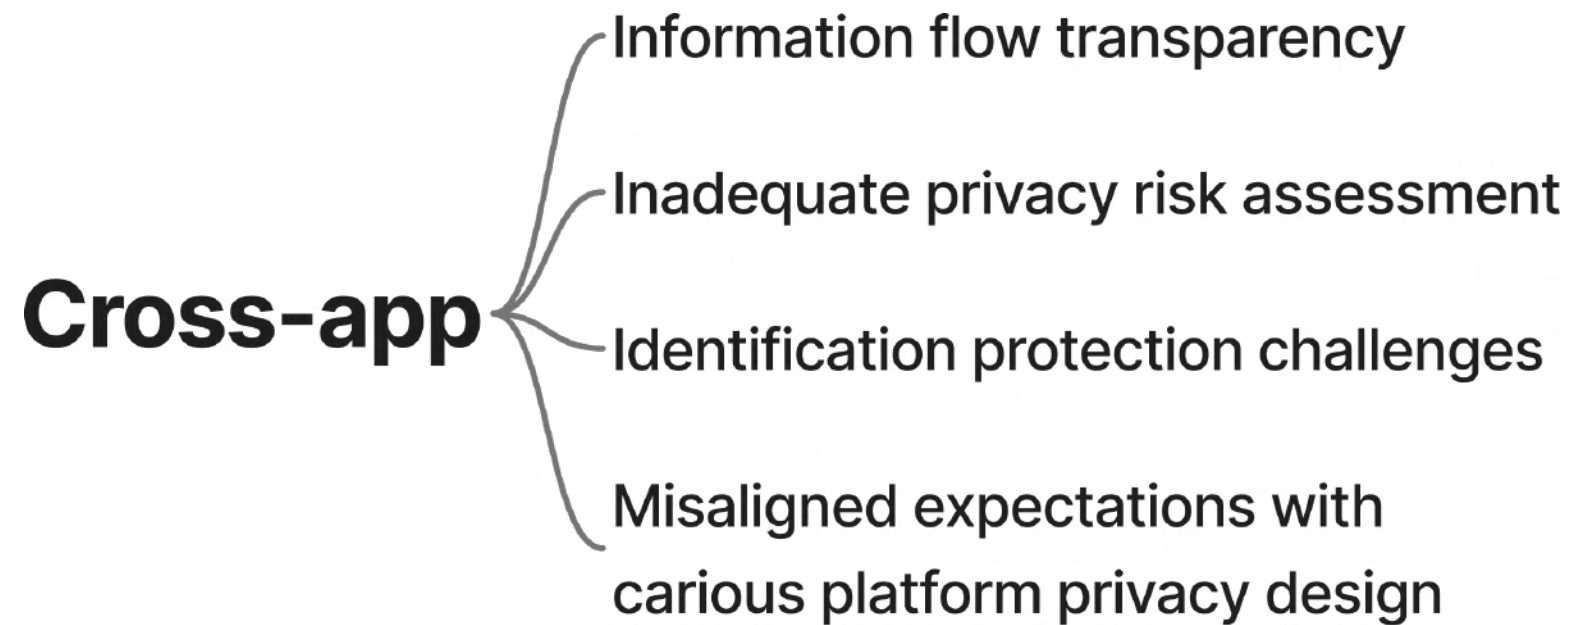 Information flow transparency
Inadequate privacy risk assessment
Cross-app
Identification protection challenges
Misaligned expectations with
carious platform privacy design